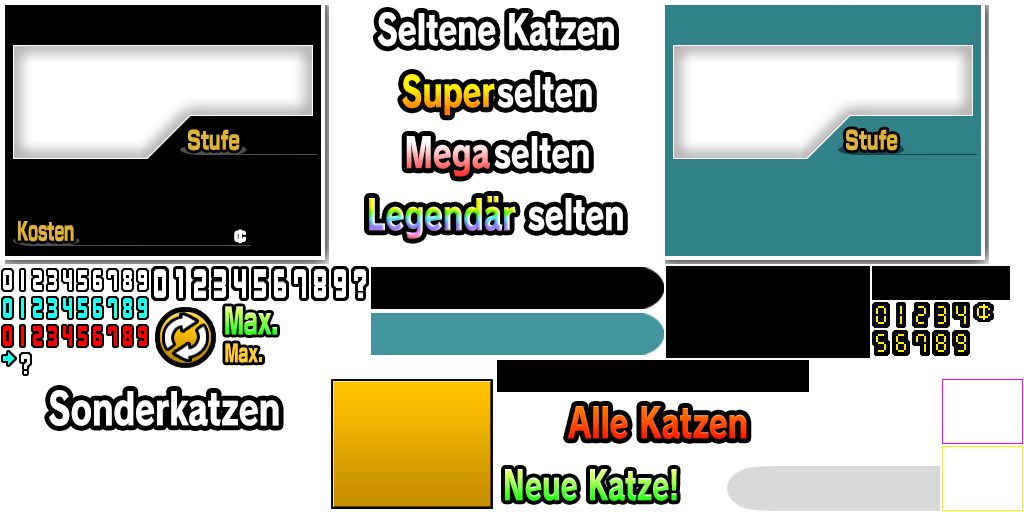 Seltene Katzen
Superselten
Megaselten
Legendär selten
Stufe
Stufe
Kosten
¢
0123456789
0123456789?
0123456789
0123456789
?
Max.
Max.
01234¢
56789
Sonderkatzen
Alle Katzen
Neue Katze!